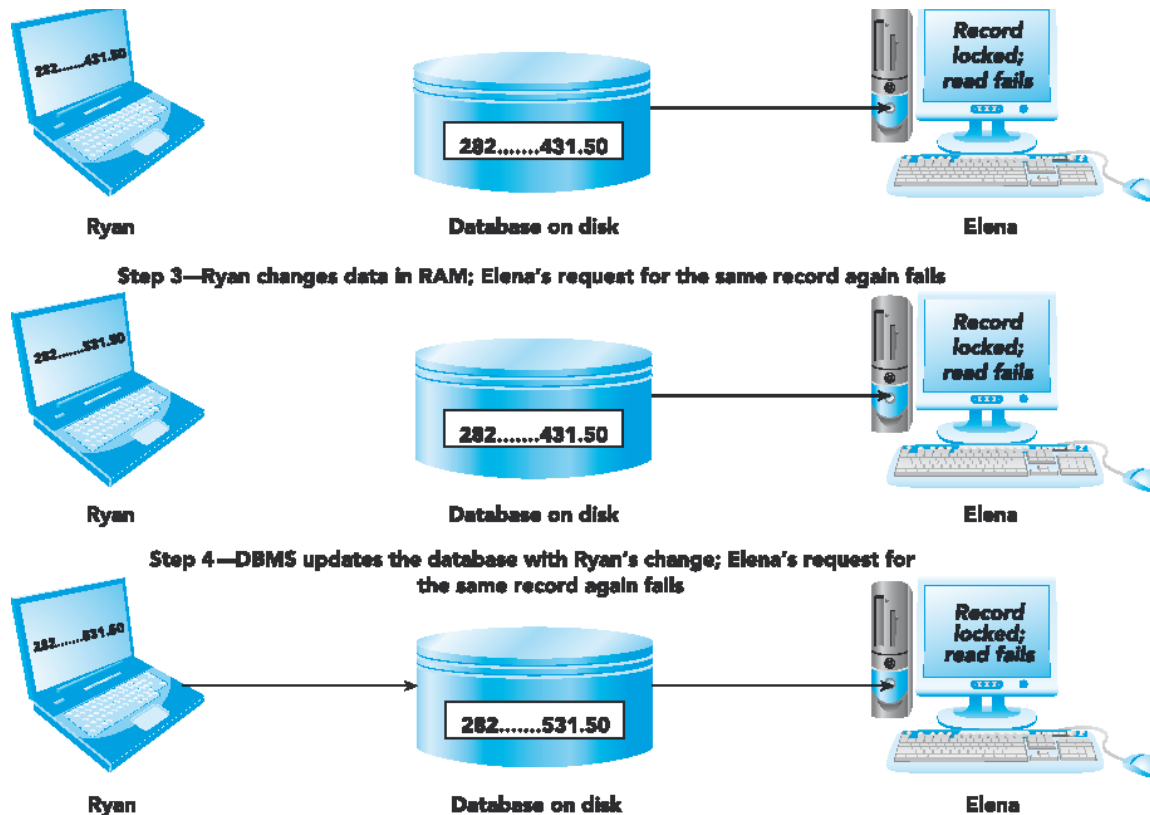 282.......431.50
282.......431.50
Record
locked;
read fails
Ryan
Database on disk
Elena
Step 3—Ryan changes data in RAM; Elena's request for the same record again fails
282.......531.50
282.......431.50
Record
locked;
read fails
Ryan
Database on disk
Elena
Step 4—DBMS updates the database with Ryan's change; Elena's request for
the same record again fails
282.......531.50
282.......531.50
Record
locked;
read fails
Ryan
Database on disk
Elena